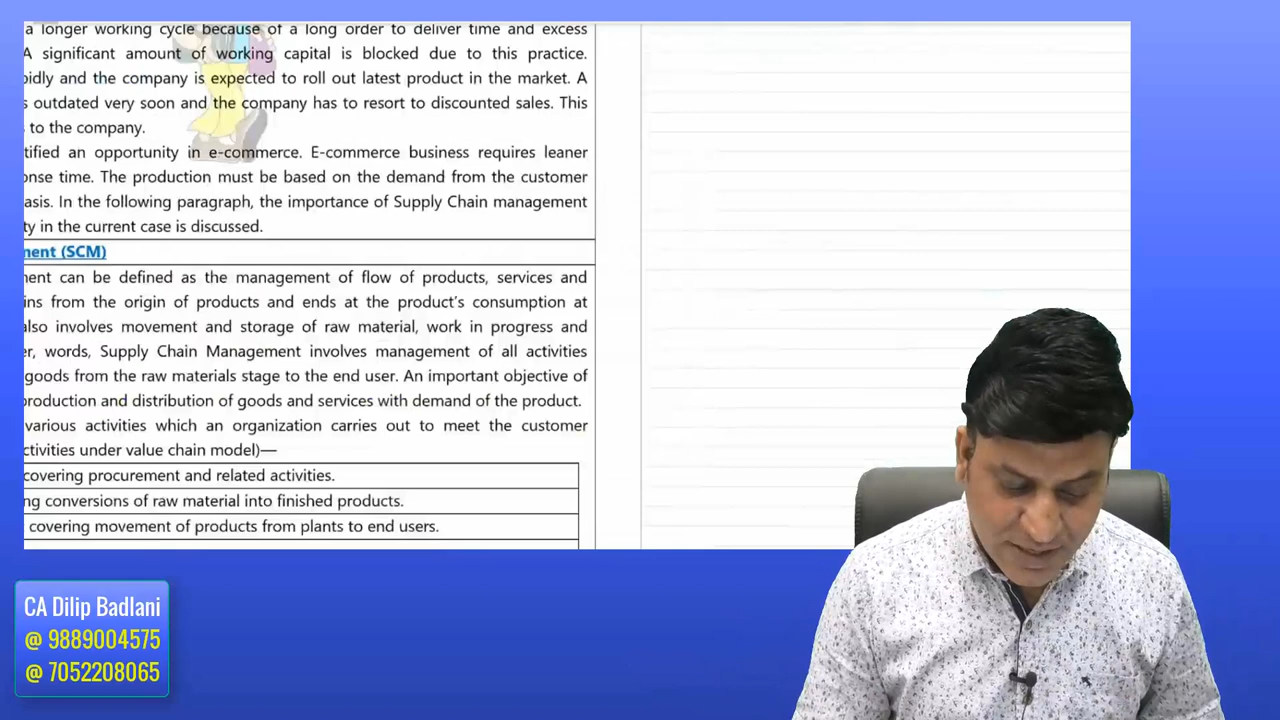 a longer working cycle because of a long order to deliver time and excess
A significant amount of working capital is blocked due to this practice.
idly and the company is expected to roll out latest product in the market. A
s outdated very soon and the company has to resort to discounted sales. This
to the company.
tified an opportunity in e-commerce. E-commerce business requires leaner
onse time. The production must be based on the demand from the customer
asis. In the following paragraph, the importance of Supply Chain management
ty in the current case is discussed.
ment (SCM)
ment can be defined as the management of flow of products, services and
ins from the origin of products and ends at the product's consumption at
also involves movement and storage of raw material, work in progress and
er, words, Supply Chain Management involves management of all activities
goods from the raw materials stage to the end user. An important objective of
production and distribution of goods and services with demand of the product.
various activities which an organization carries out to meet the customer
ctivities under value chain model)—
covering procurement and related activities.
ng conversions of raw material into finished products.
covering movement of products from plants to end users.
CA Dilip Badlani
@ 9889004575
@ 7052208065